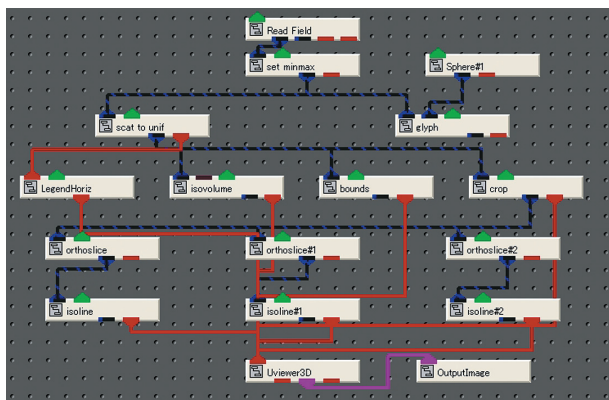 Read Field
set minmax
Sphere#1
scat to unif
glyph
LegendHoriz
isovolume
bounds
crop
orthoslice
orthoslice#1
orthoslice#2
isoline
isoline#1
isoline#2
Uviewer3D
OutputImage